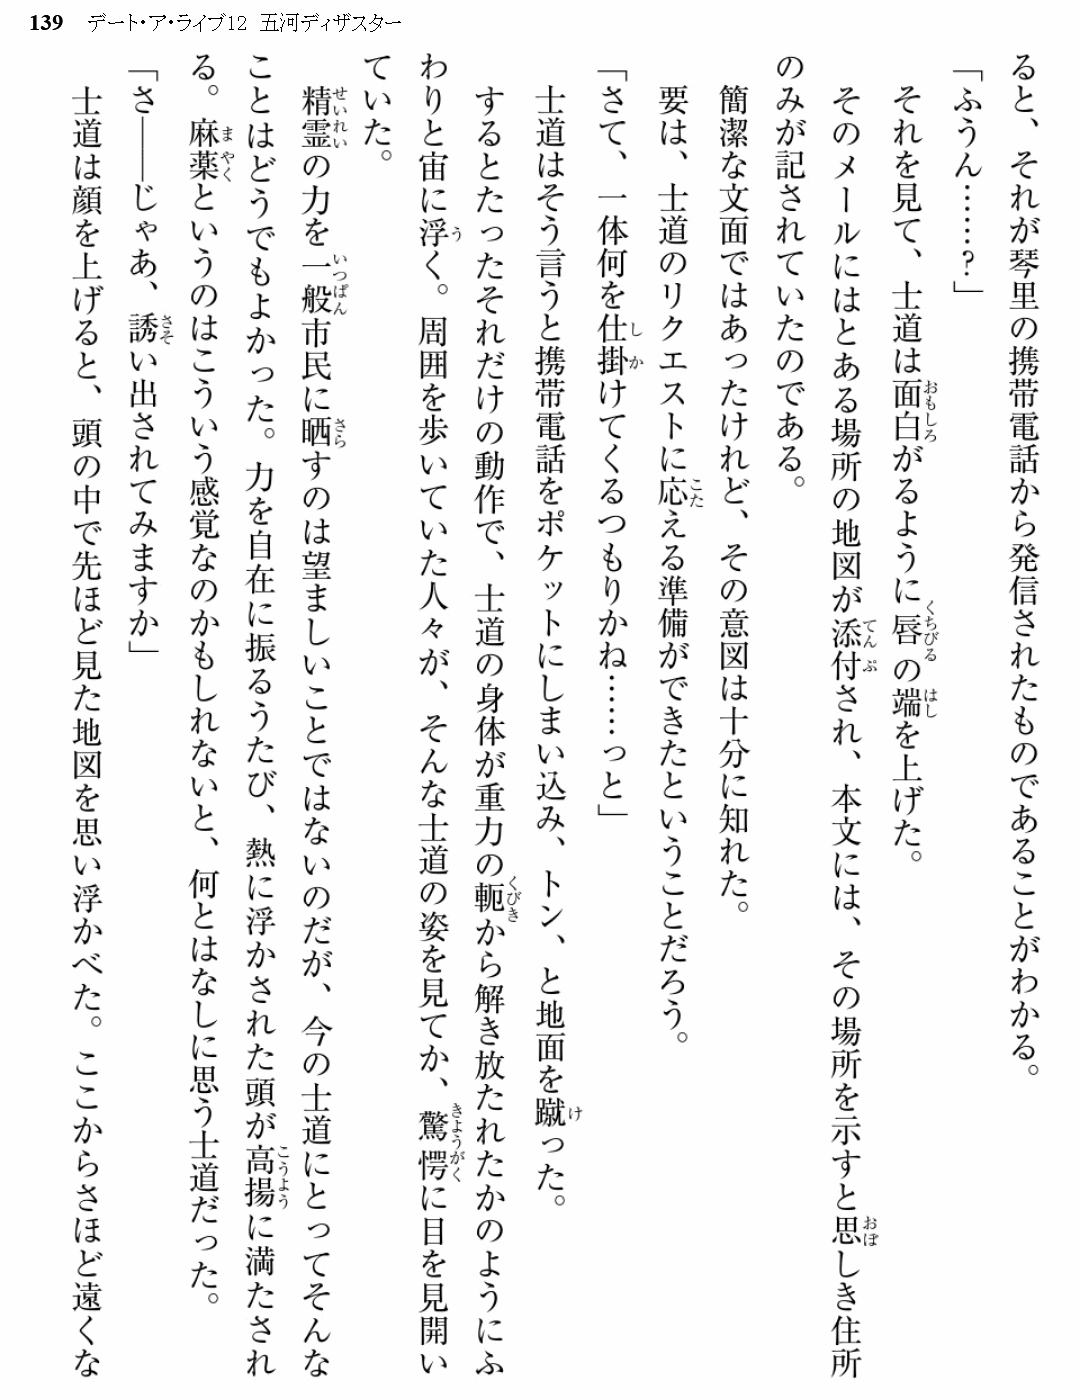 139 デート・ア・ライブ12 五河ディザスター
ると、それが琴里の携帯電話から発信されたものであることがわかる。
「ふうん……?」
それを見て、士道は面白がるように唇の端を上げた。
そのメールにはとある場所の地図が添付され、本文には、その場所を示すと思しき住所
のみが記されていたのである。
簡潔な文面ではあったけれど、その意図は十分に知れた。
要は、士道のリクエストに応える準備ができたということだろう。
「さて、一体何を仕掛けてくるつもりかね……っと」
士道はそう言うと携帯電話をポケットにしまい込み、トン、と地面を蹴った。
するとたったそれだけの動作で、士道の身体が重力の軛から解き放たれたかのようにふ
わりと宙に浮く。周囲を歩いていた人々が、そんな士道の姿を見てか、驚愕に目を見開い
ていた。
精霊の力を一般市民に晒すのは望ましいことではないのだが、今の士道にとってそんな
ことはどうでもよかった。力を自在に振るうたび、熱に浮かされた頭が高揚に満たされ
る。麻薬というのはこういう感覚なのかもしれないと、何とはなしに思う士道だった。
「さ――じゃあ、誘い出されてみますか」
士道は顔を上げると、頭の中で先ほど見た地図を思い浮かべた。ここからさほど遠くな